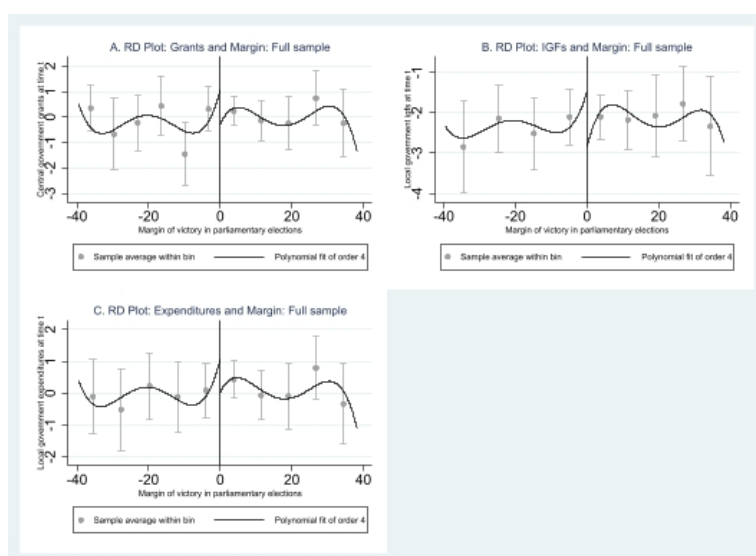 A. RD Plot: Grants and Margin: Full sample
Central government grants at time t
2
1
0
-1
-2
-3
-40
-20
0
20
40
Margin of victory in parliamentary elections
Sample average within bin
Polynomial fit of order 4
B. RD Plot: IGFs and Margin: Full sample
Local government igfs at time t
-1
-2
-3
-4
-40
-20
0
20
40
Margin of victory in parliamentary elections
Sample average within bin
Polynomial fit of order 4
C. RD Plot: Expenditures and Margin: Full sample
Local government expenditures at time t
2
1
0
-1
-2
-40
-20
0
20
40
Margin of victory in parliamentary elections
Sample average within bin
Polynomial fit of order 4